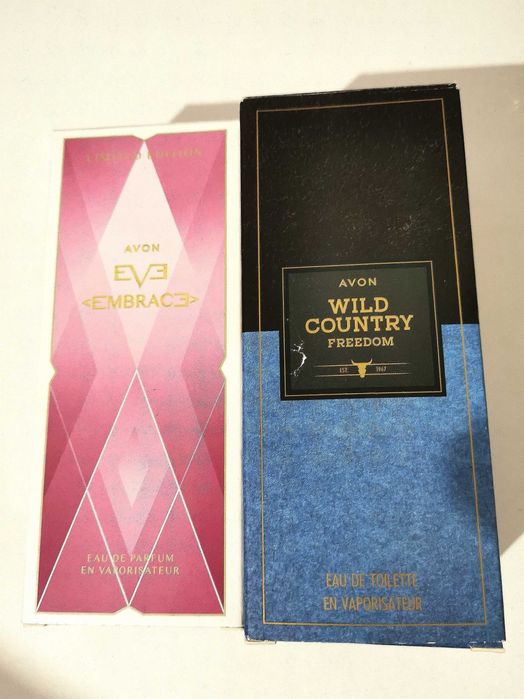 LIMITED EDITION
AVON
EVE
<EMBRACE>
EAU DE PARFUM
EN VAPORISATEUR
AVON
WILD
COUNTRY
FREEDOM
EST. 1967
EAU DE TOILETTE
EN VAPORISATEUR